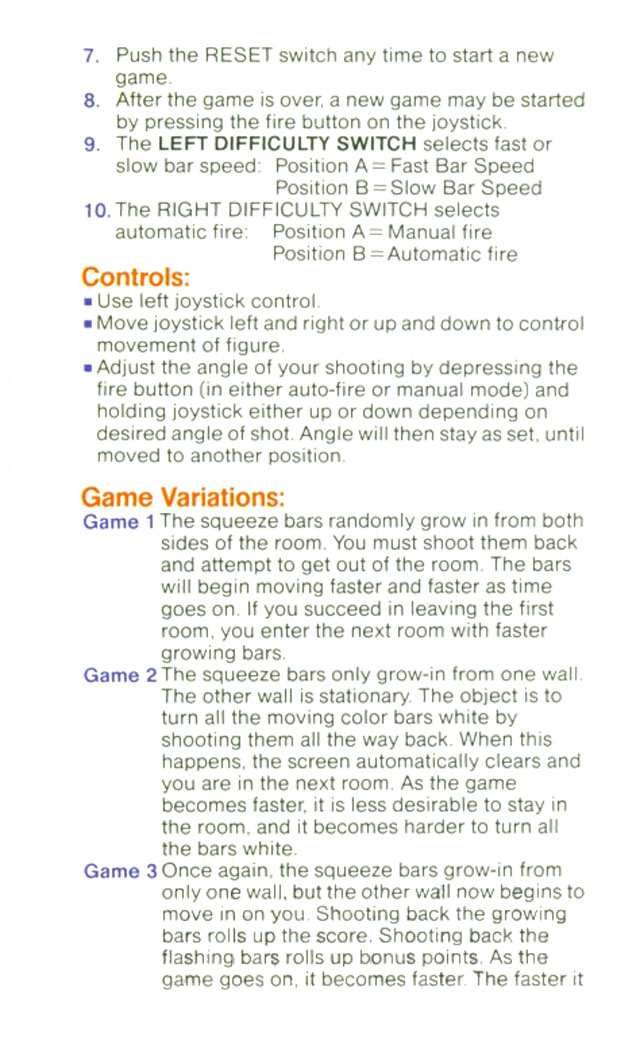 7. Push the RESET switch any time to start a new
game.
8. After the game is over, a new game may be started
by pressing the fire button on the joystick.
9. The LEFT DIFFICULTY SWITCH selects fast or
slow bar speed: Position A = Fast Bar Speed
Position B = Slow Bar Speed
10. The RIGHT DIFFICULTY SWITCH selects
automatic fire: Position A = Manual fire
Position B = Automatic fire
Controls:
▪ Use left joystick control.
▪ Move joystick left and right or up and down to control
movement of figure.
▪ Adjust the angle of your shooting by depressing the
fire button (in either auto-fire or manual mode) and
holding joystick either up or down depending on
desired angle of shot. Angle will then stay as set, until
moved to another position.
Game Variations:
Game 1 The squeeze bars randomly grow in from both
sides of the room. You must shoot them back
and attempt to get out of the room. The bars
will begin moving faster and faster as time
goes on. If you succeed in leaving the first
room, you enter the next room with faster
growing bars.
Game 2 The squeeze bars only grow-in from one wall.
The other wall is stationary. The object is to
turn all the moving color bars white by
shooting them all the way back. When this
happens, the screen automatically clears and
you are in the next room. As the game
becomes faster, it is less desirable to stay in
the room, and it becomes harder to turn all
the bars white.
Game 3 Once again, the squeeze bars grow-in from
only one wall, but the other wall now begins to
move in on you. Shooting back the growing
bars rolls up the score. Shooting back the
flashing bars rolls up bonus points. As the
game goes on, it becomes faster. The faster it